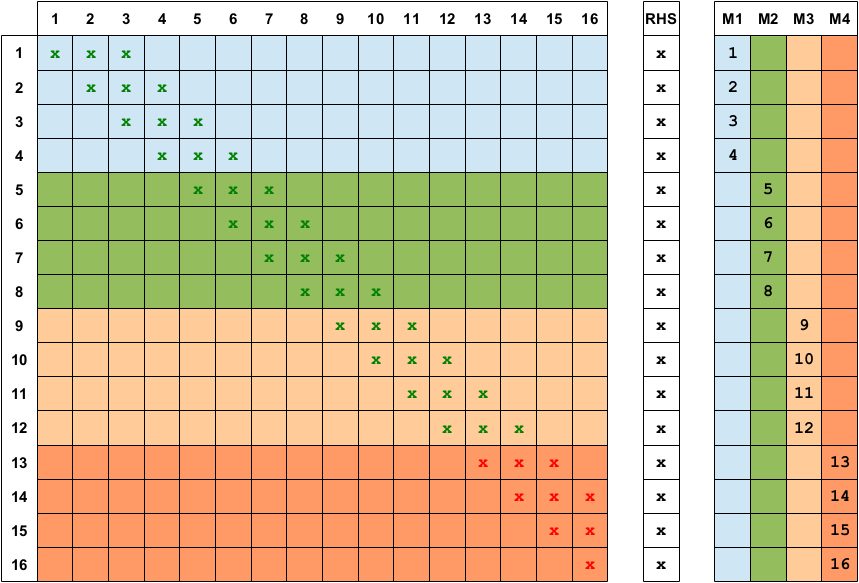 1 2 3 4 5 6 7 8 9 10 11 12 13 14 15 16 RHS M1 M2 M3 M4
1 x x x x 1
2 x x x x 2
3 x x x x 3
4 x x x x 4
5 x x x x 5
6 x x x x 6
7 x x x x 7
8 x x x x 8
9 x x x x 9
10 x x x x 10
11 x x x x 11
12 x x x x 12
13 x x x x 13
14 x x x x 14
15 x x x 15
16 x x 16